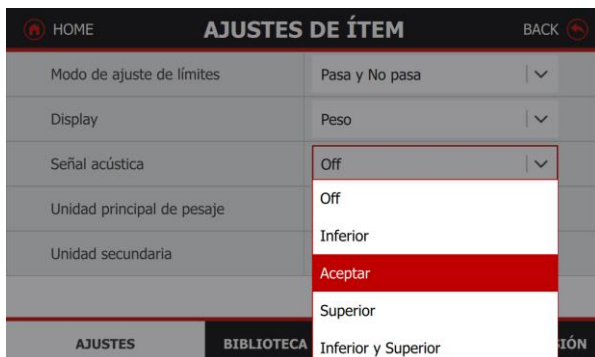 HOME AJUSTES DE ÍTEM BACK
Modo de ajuste de límites Pasa y No pasa
Display Peso
Señal acústica Off
Off
Unidad principal de pesaje
Inferior
Unidad secundaria
Aceptar
Superior
AJUSTES BIBLIOTECA Inferior y Superior IÓN